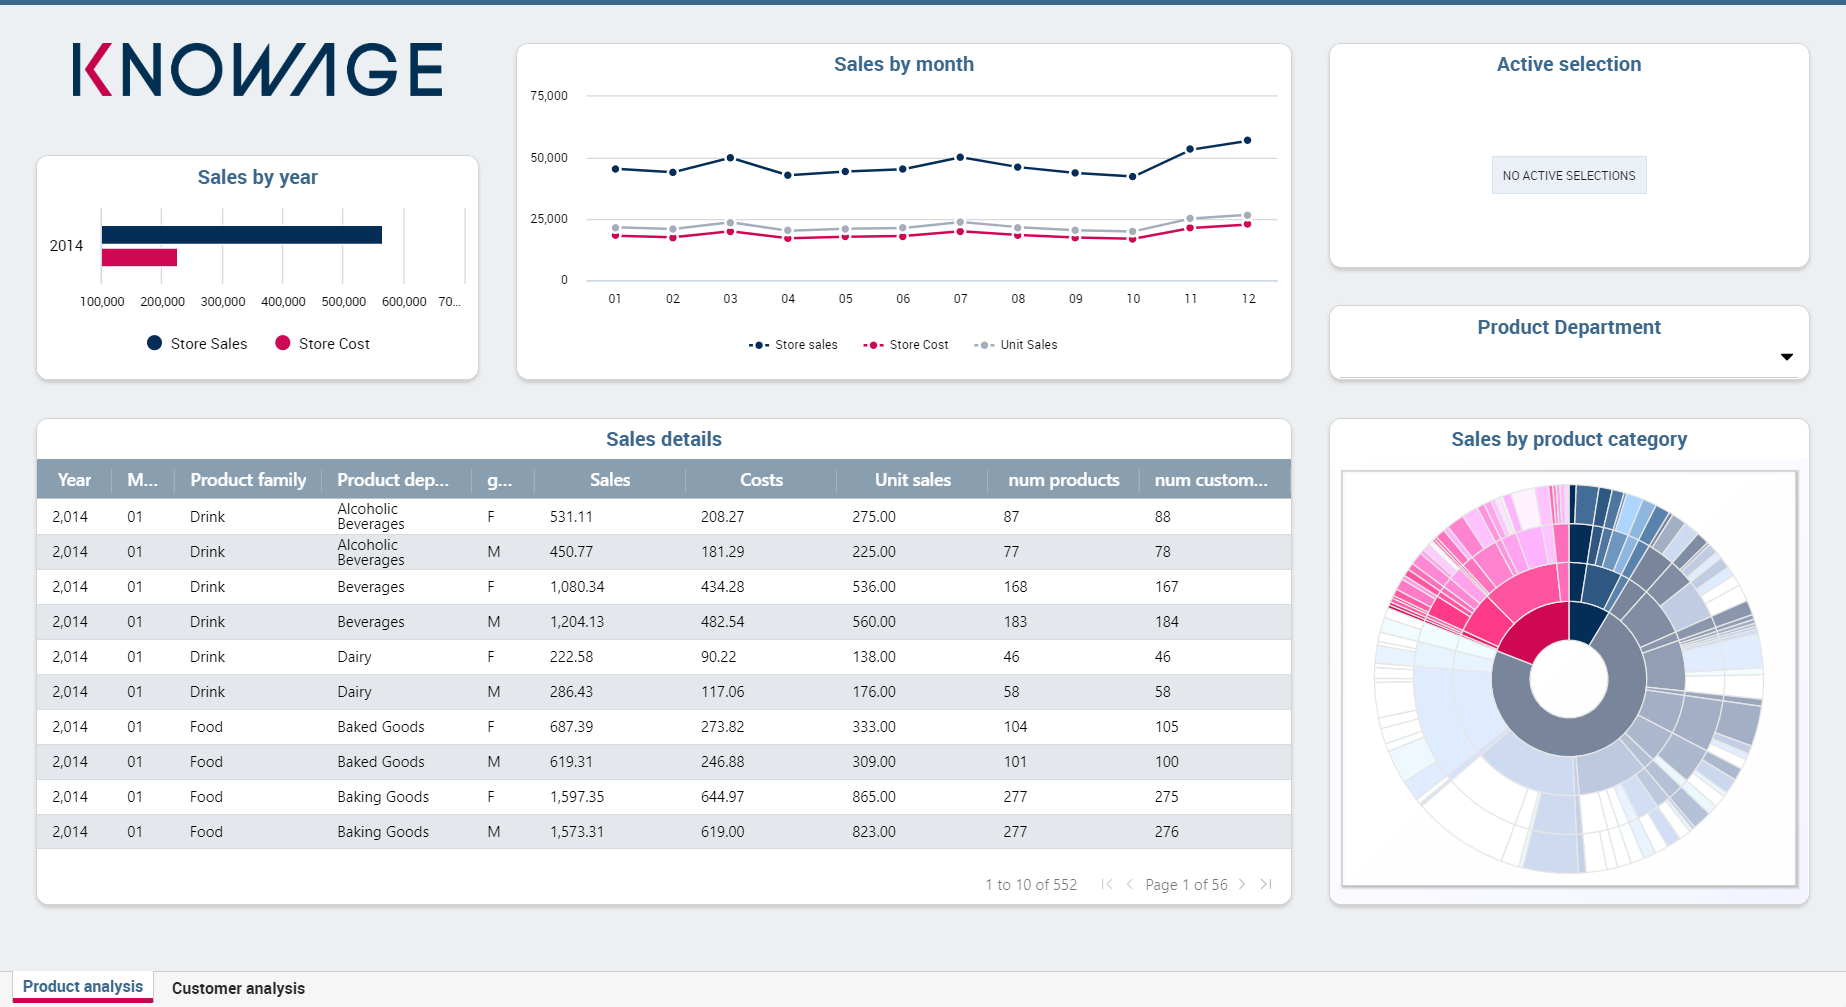 KNOWAGE
Sales by month
75,000
50,000
25,000
0
01 02 03 04 05 06 07 08 09 10 11 12
Store sales Store Cost Unit Sales
Active selection
NO ACTIVE SELECTIONS
Sales by year
2014
100,000 200,000 300,000 400,000 500,000 600,000 70...
Store Sales Store Cost
Product Department
Sales details
Year M... Product family Product dep... g... Sales Costs Unit sales num products num custom...
2,014 01 Drink Alcoholic Beverages F 531.11 208.27 275.00 87 88
2,014 01 Drink Alcoholic Beverages M 450.77 181.29 225.00 77 78
2,014 01 Drink Beverages F 1,080.34 434.28 536.00 168 167
2,014 01 Drink Beverages M 1,204.13 482.54 560.00 183 184
2,014 01 Drink Dairy F 222.58 90.22 138.00 46 46
2,014 01 Drink Dairy M 286.43 117.06 176.00 58 58
2,014 01 Food Baked Goods F 687.39 273.82 333.00 104 105
2,014 01 Food Baked Goods M 619.31 246.88 309.00 101 100
2,014 01 Food Baking Goods F 1,597.35 644.97 865.00 277 275
2,014 01 Food Baking Goods M 1,573.31 619.00 823.00 277 276
1 to 10 of 552 Page 1 of 56
Sales by product category
Product analysis Customer analysis